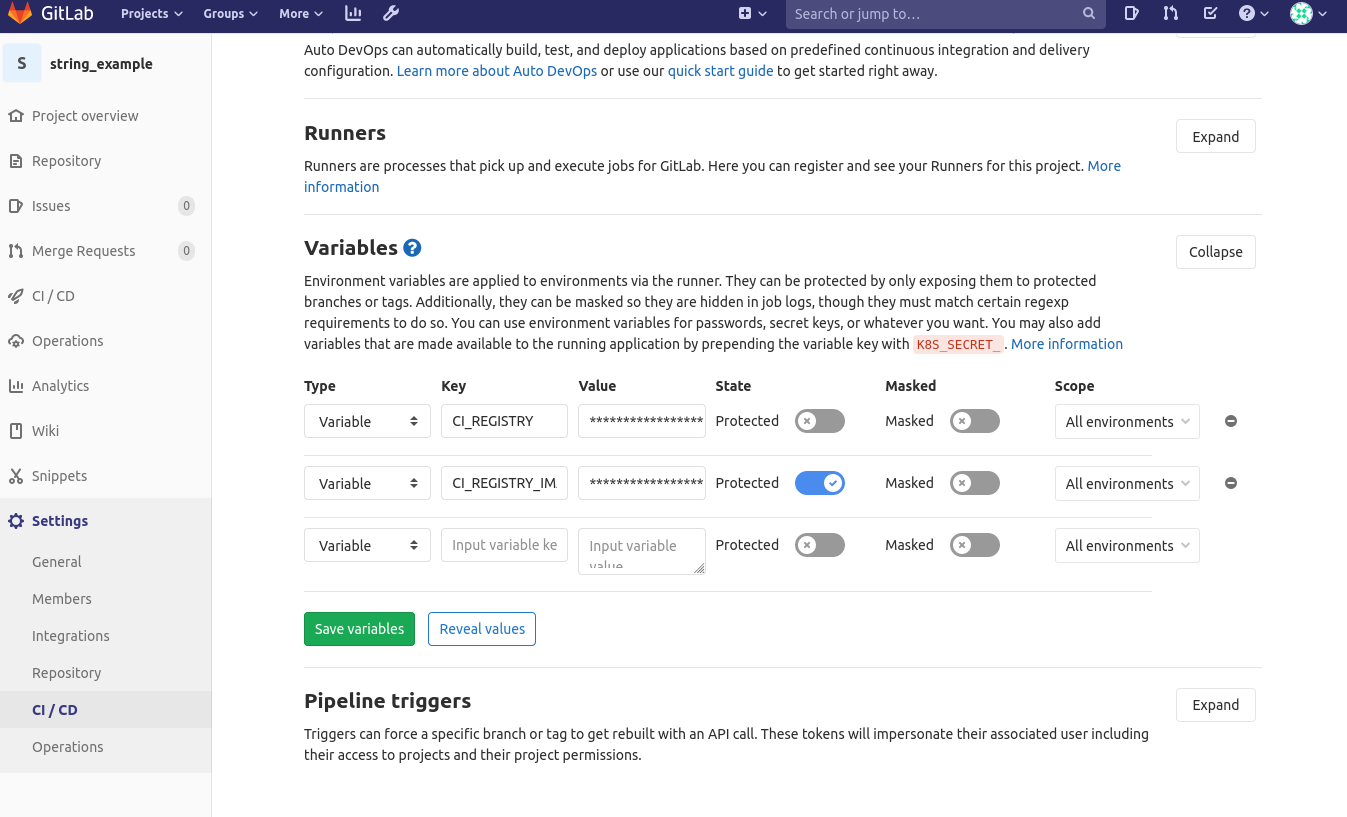 GitLab Projects Groups More Search or jump to…
S string_example
Project overview
Repository
Issues 0
Merge Requests 0
CI / CD
Operations
Analytics
Wiki
Snippets
Settings
General
Members
Integrations
Repository
CI / CD
Operations
Auto DevOps can automatically build, test, and deploy applications based on predefined continuous integration and delivery
configuration. Learn more about Auto DevOps or use our quick start guide to get started right away.
Runners
Expand
Runners are processes that pick up and execute jobs for GitLab. Here you can register and see your Runners for this project. More
information
Variables ?
Collapse
Environment variables are applied to environments via the runner. They can be protected by only exposing them to protected
branches or tags. Additionally, they can be masked so they are hidden in job logs, though they must match certain regexp
requirements to do so. You can use environment variables for passwords, secret keys, or whatever you want. You may also add
variables that are made available to the running application by prepending the variable key with K8S_SECRET_. More information
Type Key Value State Masked Scope
Variable CI_REGISTRY ***************** Protected Masked All environments
Variable CI_REGISTRY_IM ***************** Protected Masked All environments
Variable Input variable ke Input variable Protected Masked All environments
value
Save variables Reveal values
Pipeline triggers
Expand
Triggers can force a specific branch or tag to get rebuilt with an API call. These tokens will impersonate their associated user including
their access to projects and their project permissions.